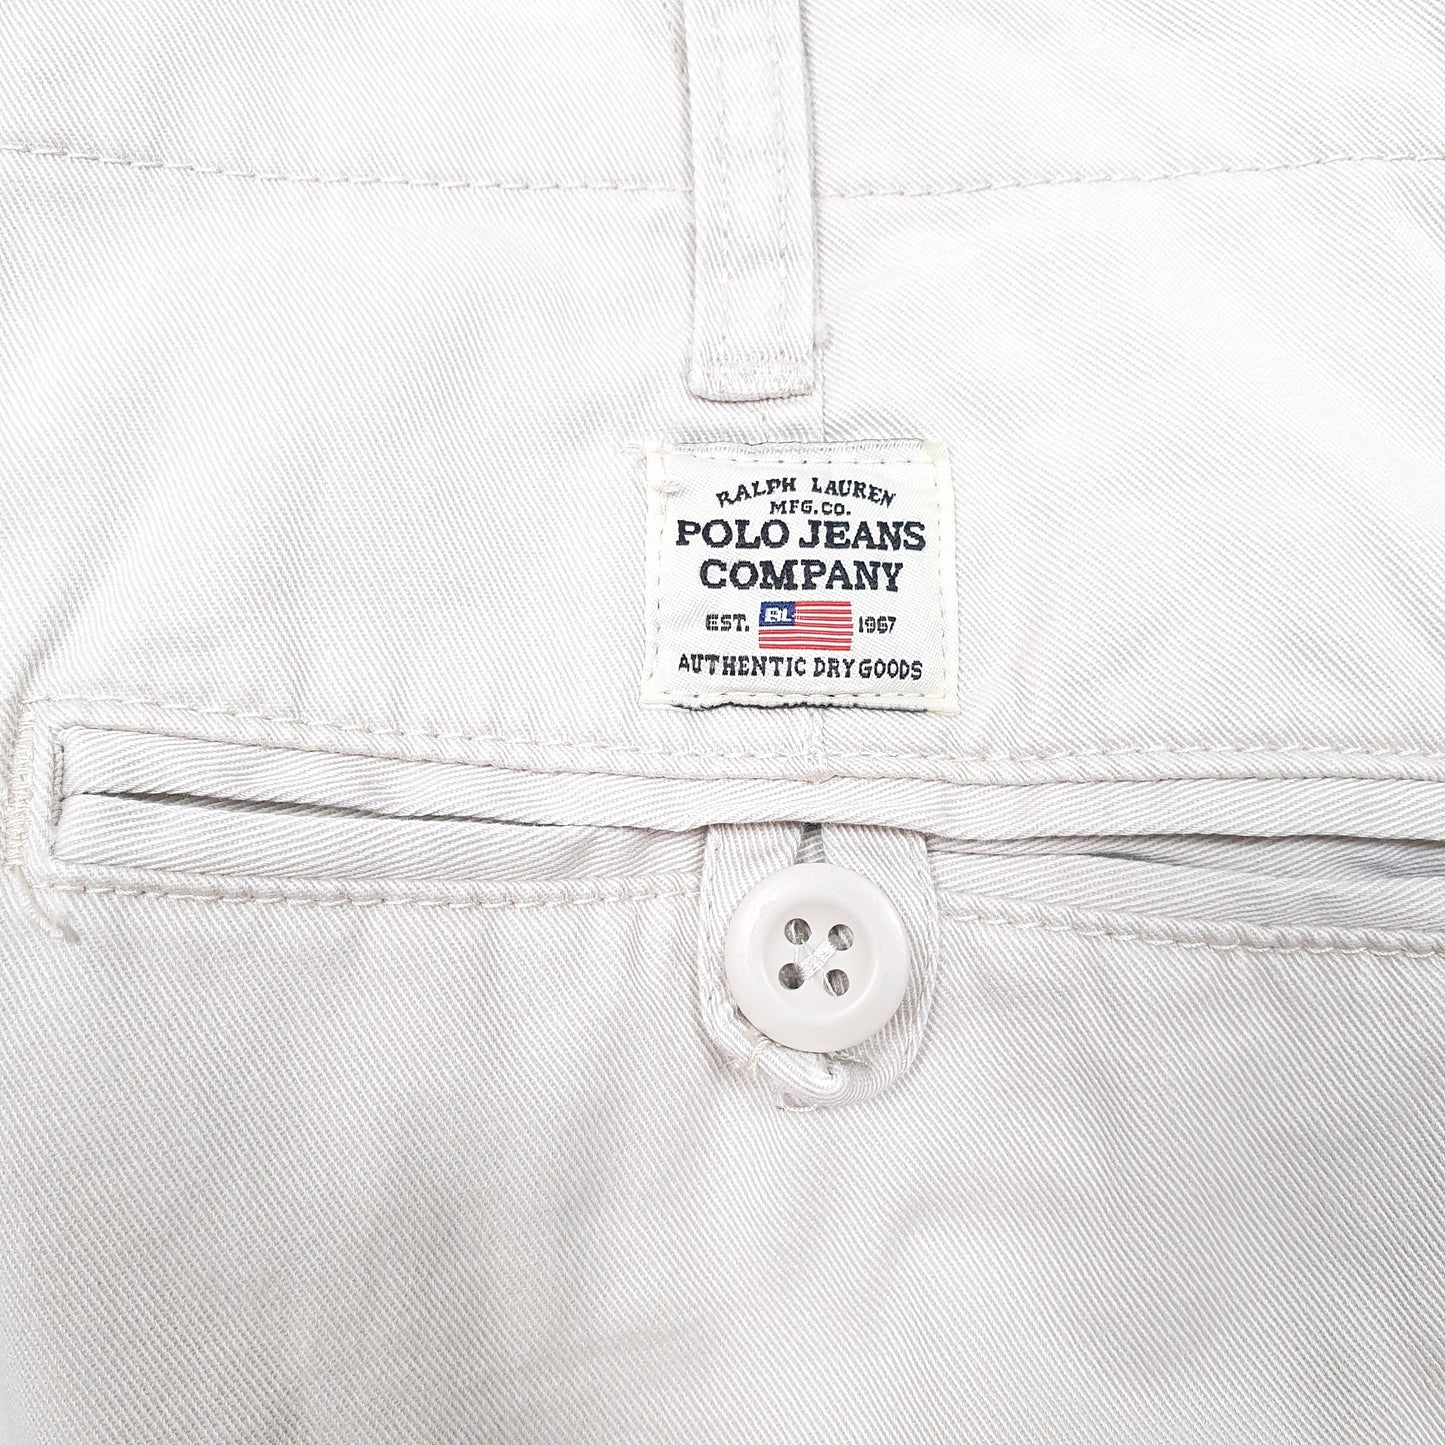 RALPH LAUREN
MFG.CO.
POLO JEANS
COMPANY
EST. RL 1967
AUTHENTIC DRY GOODS